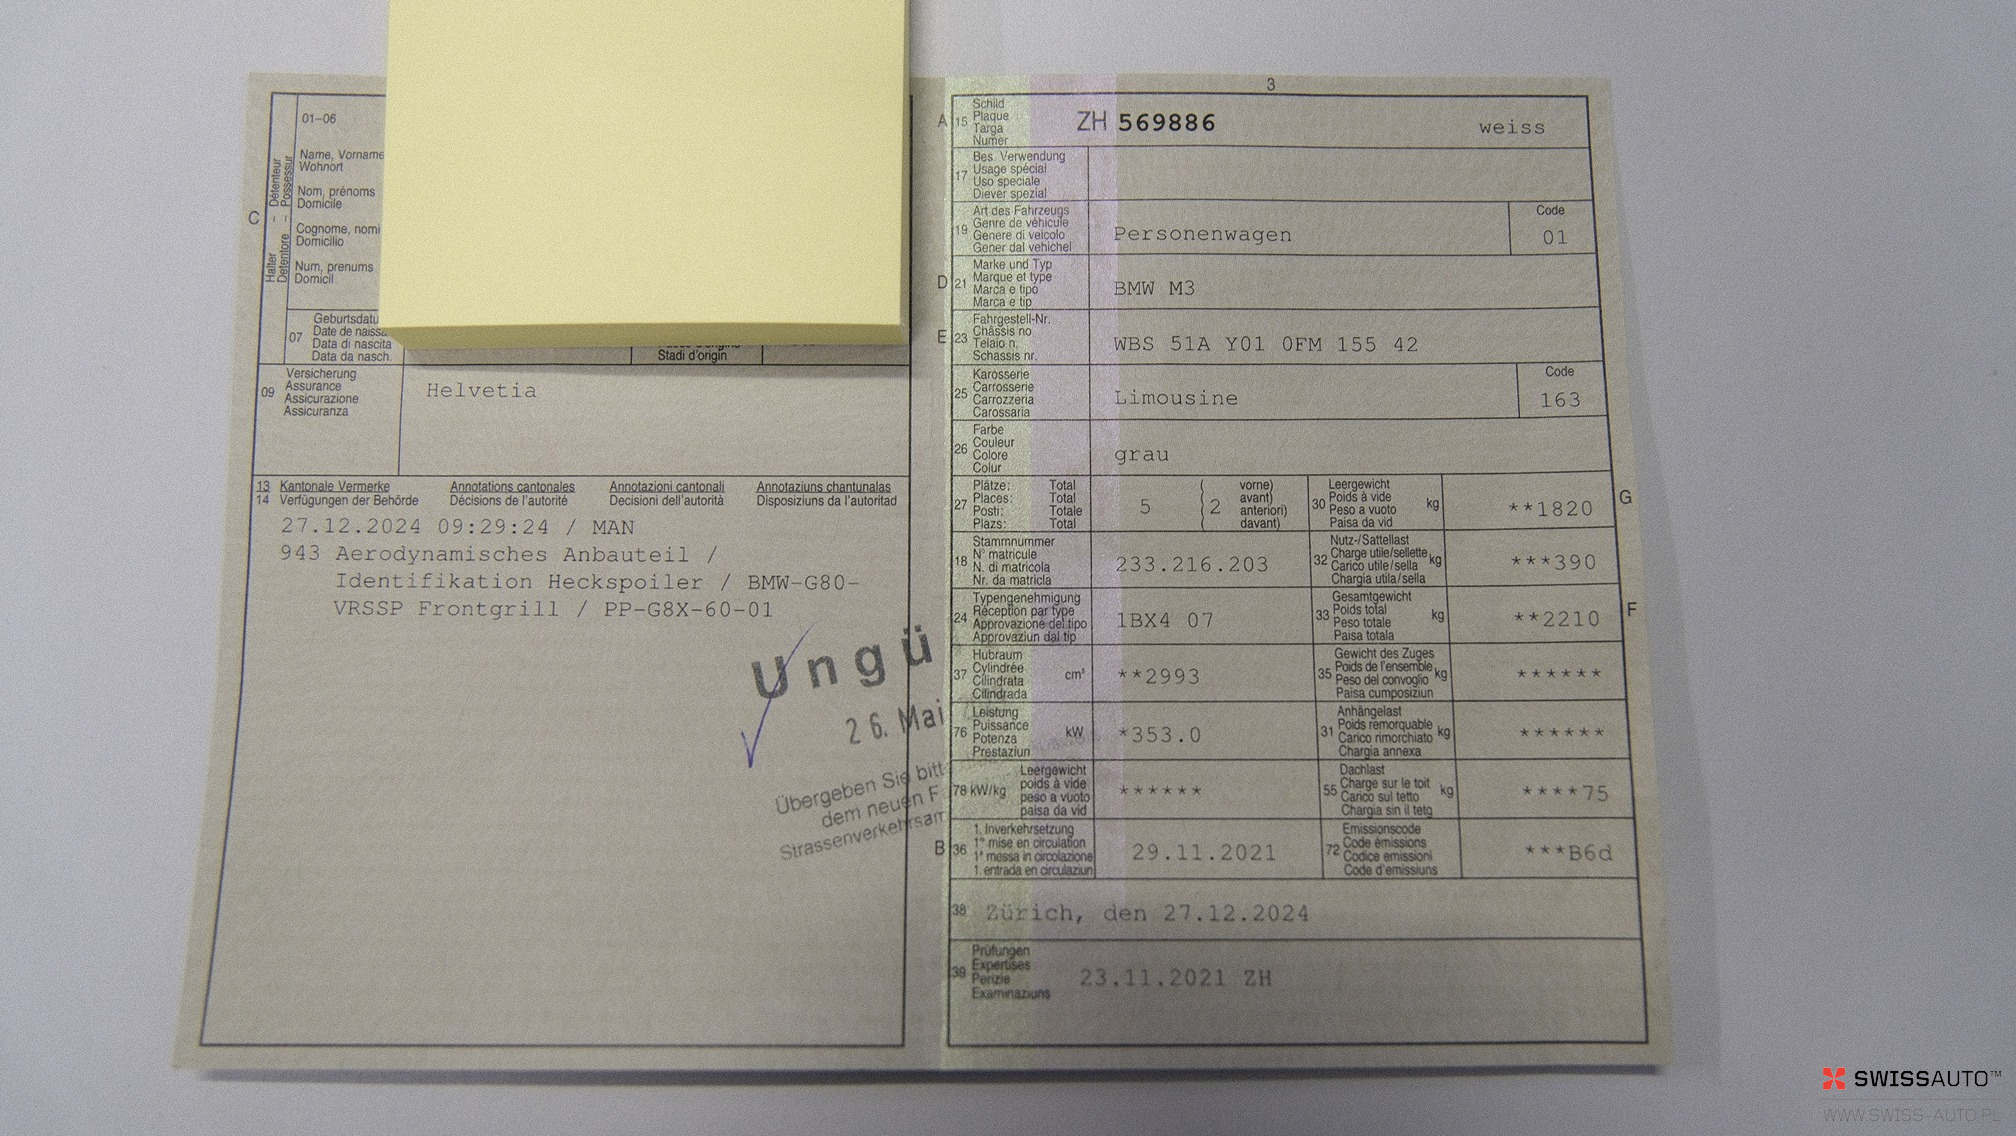 01-06
Name, Vorname
Wohnort
Nom, prénoms
Domicile
Cognome, nomi
Domicilio
Num, prenums
Domicil
C
Halter – Détenteur
Detentore – Possessur
07
Geburtsdatu
Date de naiss
Data di nascita
Data da nasch.
Stadi d'origin
09
Versicherung
Assurance
Assicurazione
Assicuranza
Helvetia
13 Kantonale Vermerke Annotations cantonales Annotazioni cantonali Annotaziuns chantunalas
14 Verfügungen der Behörde Décisions de l'autorité Decisioni dell'autorità Disposiziuns da l'autoritad
27.12.2024 09:29:24 / MAN
943 Aerodynamisches Anbauteil /
Identifikation Heckspoiler / BMW-G80-
VRSSP Frontgrill / PP-G8X-60-01
Ungü
26. Mai
Übergeben Sie bitt
dem neuen F
Strassenverkehrsam
3
A 15
Schild
Plaque
Targa
Numer
ZH 569886 weiss
17
Bes. Verwendung
Usage spécial
Uso speciale
Diever spezial
19
Art des Fahrzeugs
Genre de véhicule
Genere di veicolo
Gener dal vehichel
Personenwagen
Code
01
D 21
Marke und Typ
Marque et type
Marca e tipo
Marca e tip
BMW M3
E 23
Fahrgestell-Nr.
Châssis no
Telaio n.
Schassis nr.
WBS 51A Y01 0FM 155 42
25
Karosserie
Carrosserie
Carrozzeria
Carossaria
Limousine
Code
163
26
Farbe
Couleur
Colore
Colur
grau
27
Plätze: Total
Places: Total
Posti: Totale
Plazs: Total
5
( vorne)
( 2 avant)
anteriori)
( davant)
30
Leergewicht
Poids à vide
Peso a vuoto
Paisa da vid
kg
**1820
G
18
Stammnummer
N° matricule
N. di matricola
Nr. da matricla
233.216.203
32
Nutz-/Sattellast
Charge utile/sellette
Carico utile/sella
Chargia utila/sella
kg
***390
24
Typengenehmigung
Réception par type
Approvazione del tipo
Approvaziun dal tip
1BX4 07
33
Gesamtgewicht
Poids total
Peso totale
Paisa totala
kg
**2210
F
37
Hubraum
Cylindrée
Cilindrata
Cilindrada
cm³
**2993
35
Gewicht des Zuges
Poids de l'ensemble
Peso del convoglio
Paisa cumposiziun
kg
******
76
Leistung
Puissance
Potenza
Prestaziun
kW
*353.0
31
Anhängelast
Poids remorquable
Carico rimorchiato
Chargia annexa
kg
******
78 kW/kg
Leergewicht
poids à vide
peso a vuoto
paisa da vid
******
55
Dachlast
Charge sur le toit
Carico sul tetto
Chargia sin il tetg
kg
****75
B 36
1. Inverkehrsetzung
1re mise en circulation
1a messa in circolazione
1. entrada en circulaziun
29.11.2021
72
Emissionscode
Code émissions
Codice emissioni
Code d'emissiuns
***B6d
38
Zürich, den 27.12.2024
39
Prüfungen
Expertises
Perizie
Examinaziuns
23.11.2021 ZH
SWISSAUTO™
WWW.SWISS-AUTO.PL